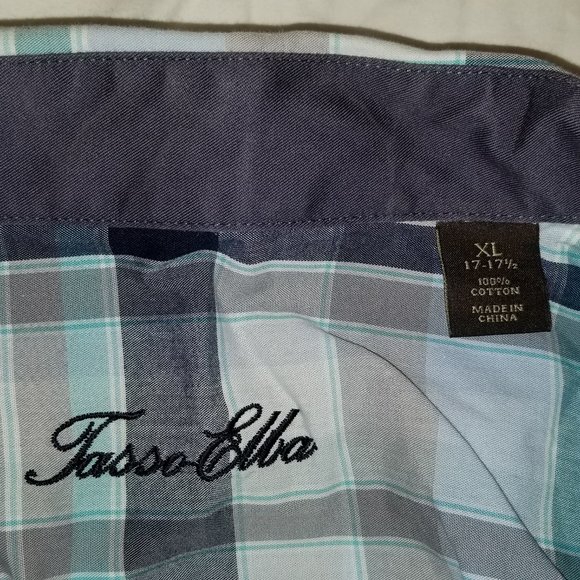 XL
17-17½
100%
COTTON
MADE IN
CHINA
Tasso Elba